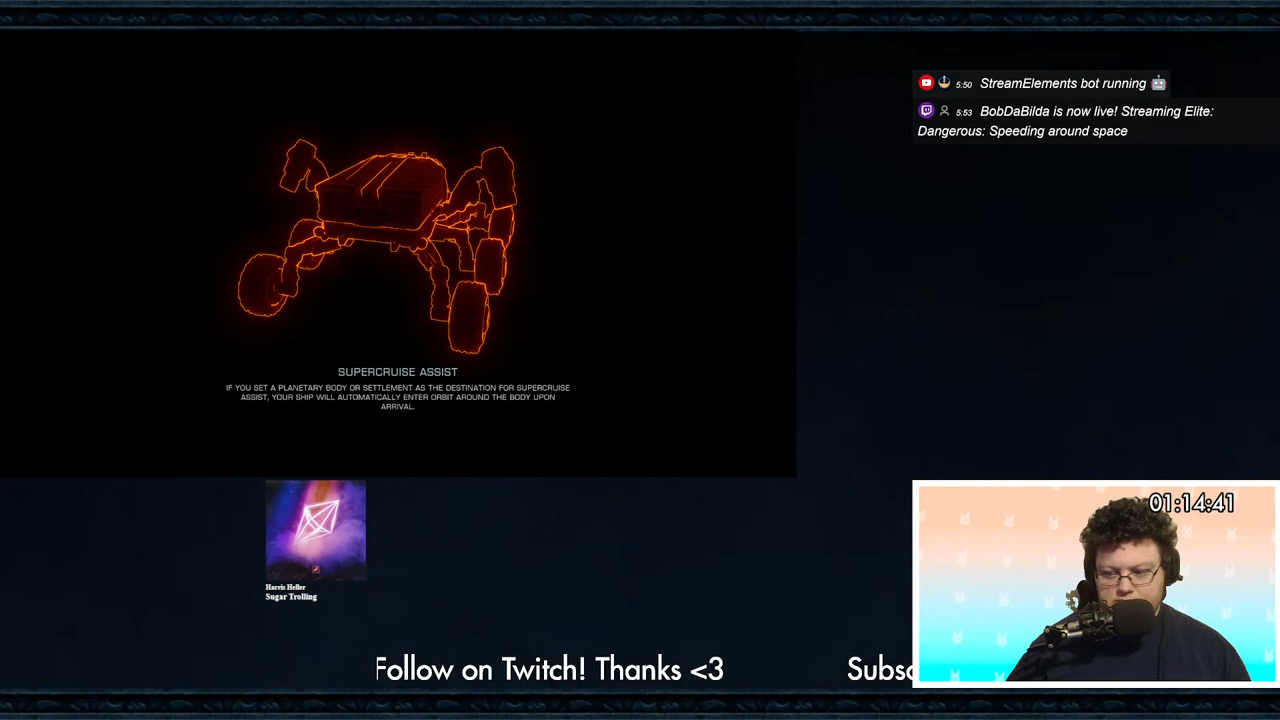 5:50 StreamElements bot running 🤖
5:53 BobDaBilda is now live! Streaming Elite:
Dangerous: Speeding around space
SUPERCRUISE ASSIST
IF YOU SET A PLANETARY BODY OR SETTLEMENT AS THE DESTINATION FOR SUPERCRUISE
ASSIST, YOUR SHIP WILL AUTOMATICALLY ENTER ORBIT AROUND THE BODY UPON
ARRIVAL.
01:14:41
Harris Heller
Sugar Trolling
Follow on Twitch! Thanks <3 Subsc